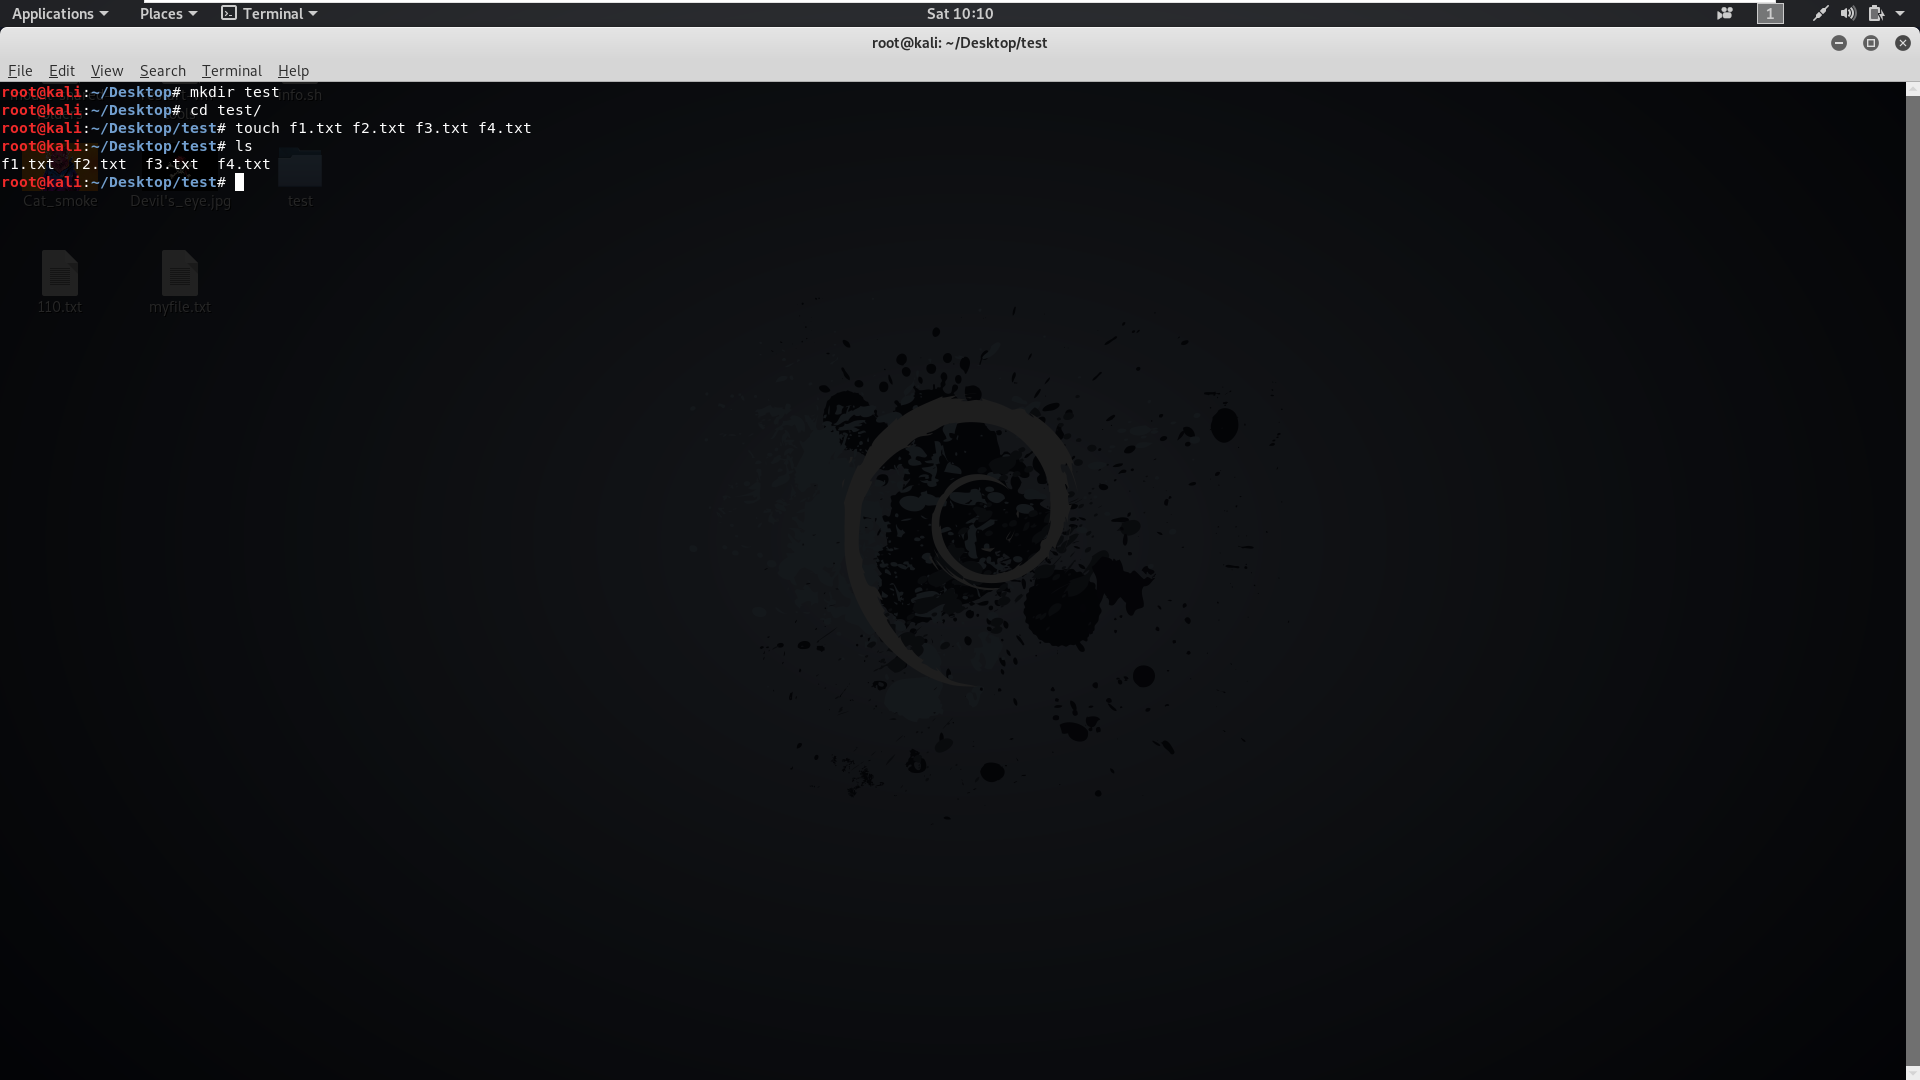 Applications Places Terminal Sat 10:10 1
root@kali: ~/Desktop/test
File Edit View Search Terminal Help
root@kali:~/Desktop# mkdir test
info.sh
root@kali:~/Desktop# cd test/
root@kali:~/Desktop/test# touch f1.txt f2.txt f3.txt f4.txt
root@kali:~/Desktop/test# ls
f1.txt f2.txt f3.txt f4.txt
root@kali:~/Desktop/test#
Cat_smoke Devil's_eye.jpg test
110.txt myfile.txt